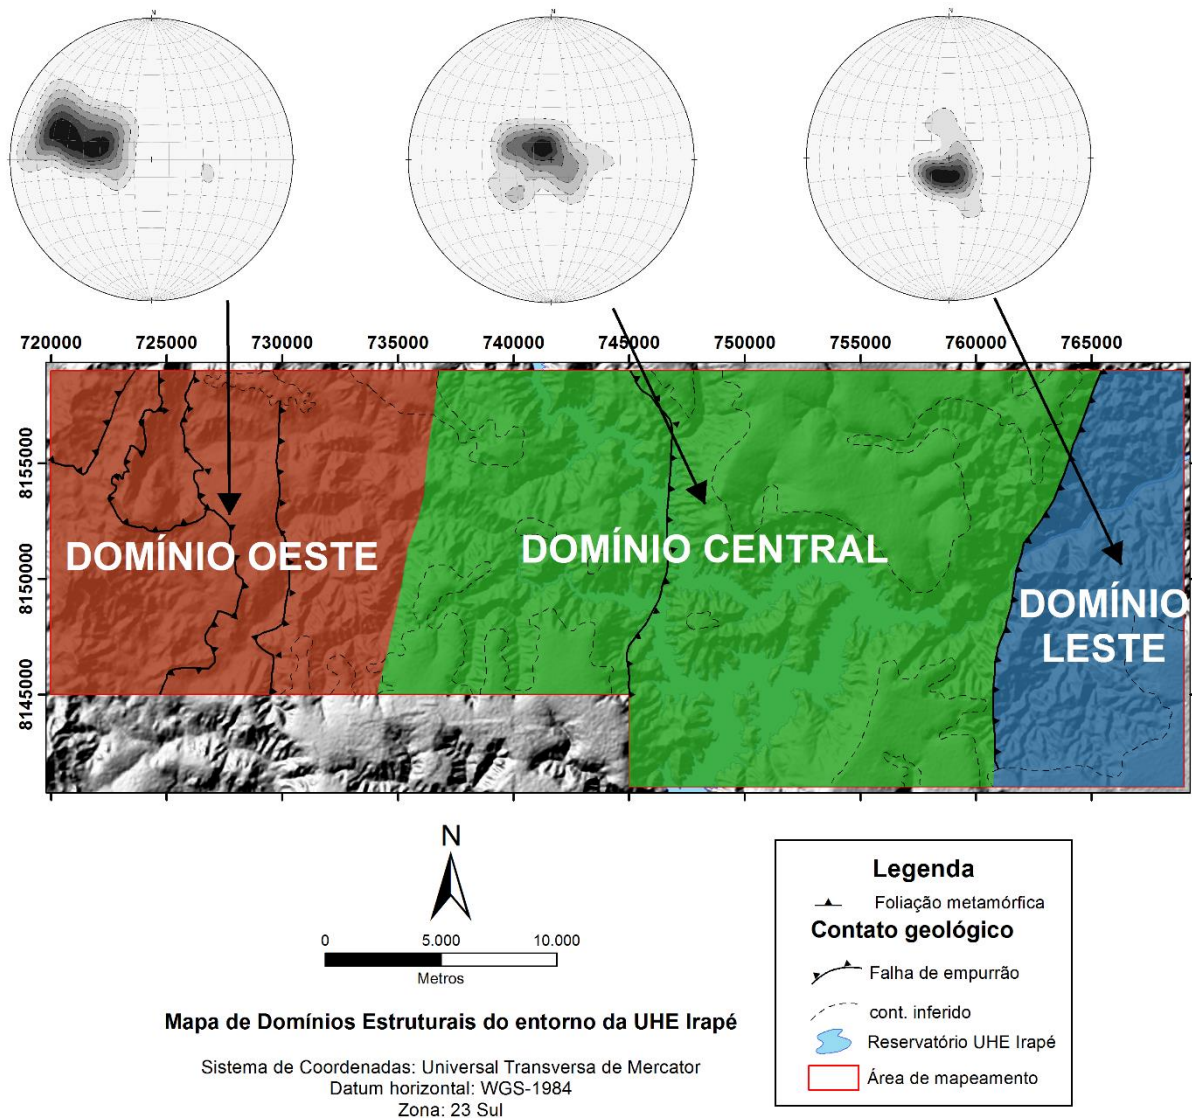 N
N
N
720000 725000 730000 735000 740000 745000 750000 755000 760000 765000
8155000
8150000
8145000
DOMÍNIO OESTE
DOMÍNIO CENTRAL
DOMÍNIO
LESTE
N
0 5.000 10.000
Metros
Mapa de Domínios Estruturais do entorno da UHE Irapé
Sistema de Coordenadas: Universal Transversa de Mercator
Datum horizontal: WGS-1984
Zona: 23 Sul
Legenda
Foliação metamórfica
Contato geológico
Falha de empurrão
cont. inferido
Reservatório UHE Irapé
Área de mapeamento